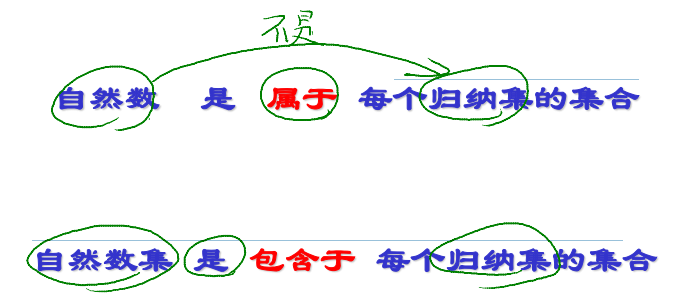 不是
自然数 是 属于 每个归纳集的集合
自然数集 是 包含于 每个归纳集的集合